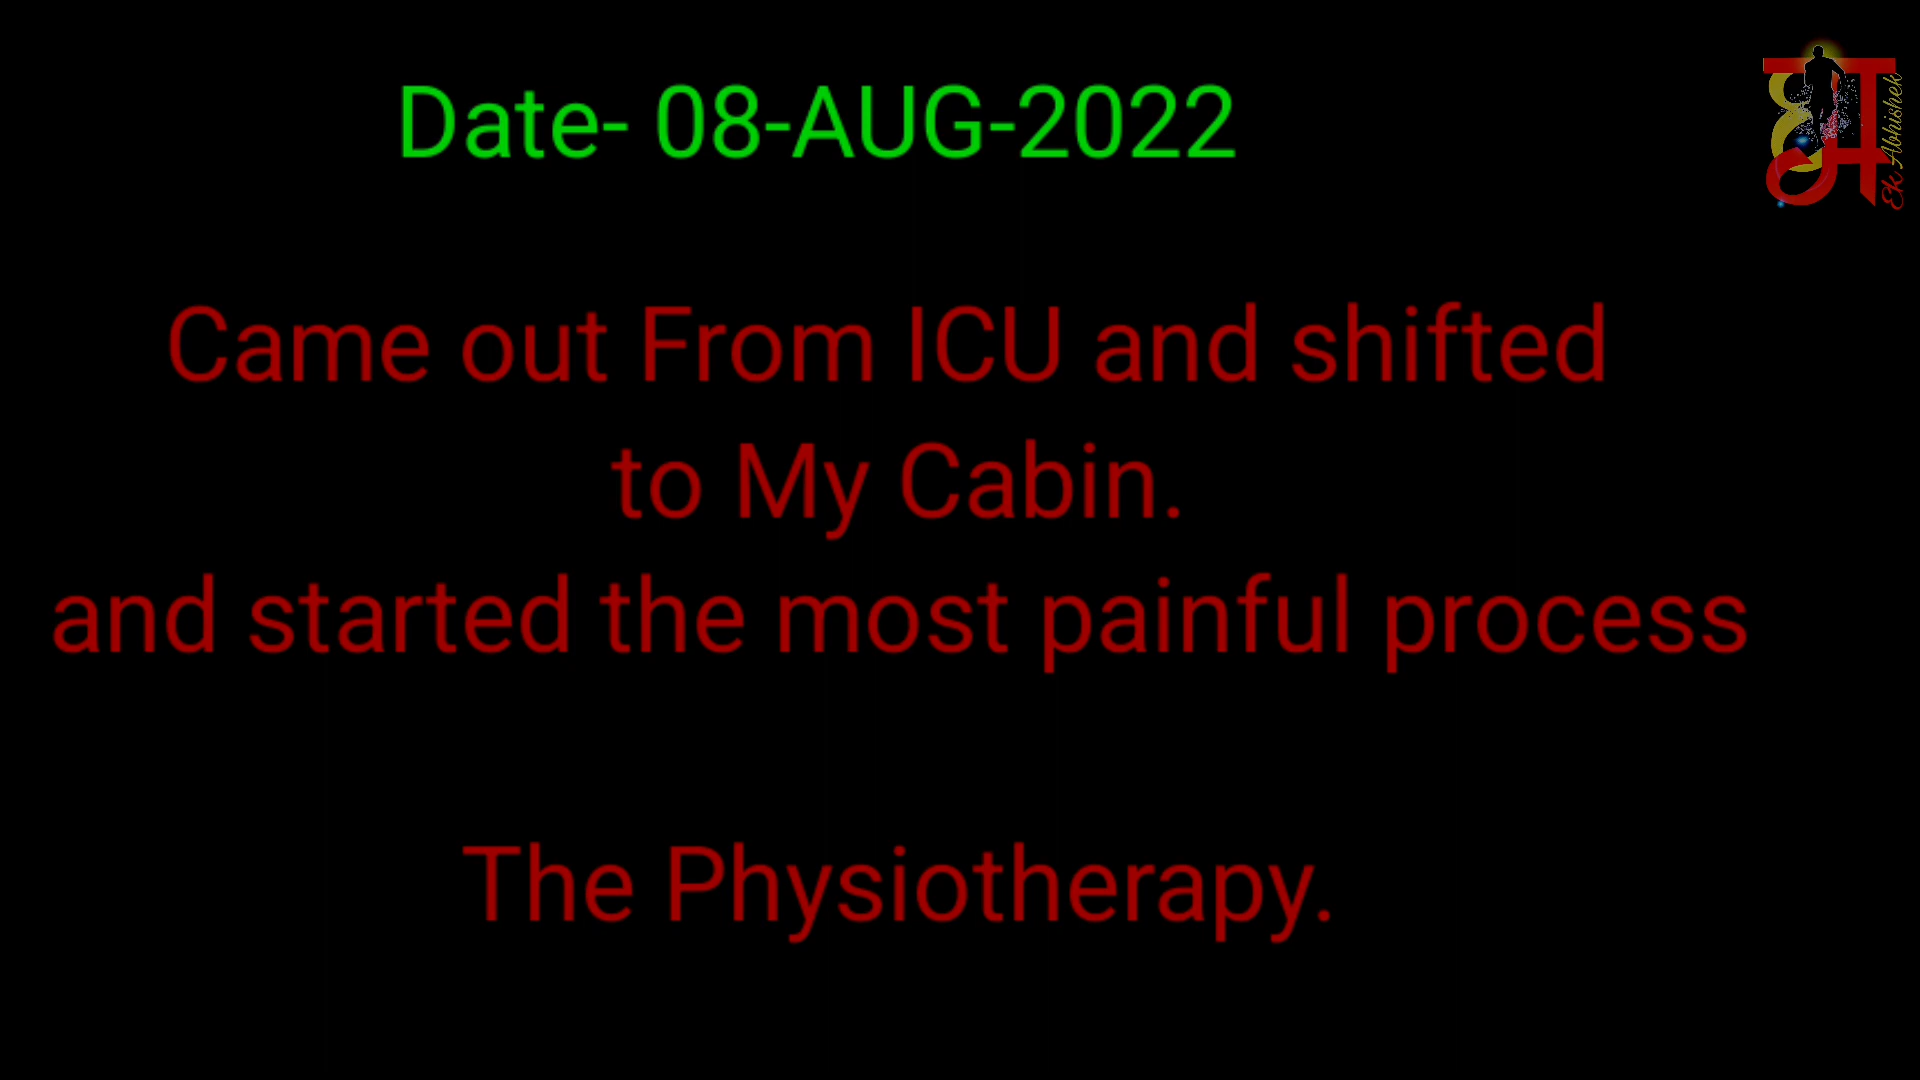 Date- 08-AUG-2022
Came out From ICU and shifted
to My Cabin.
and started the most painful process
The Physiotherapy.
Ek Abhishek